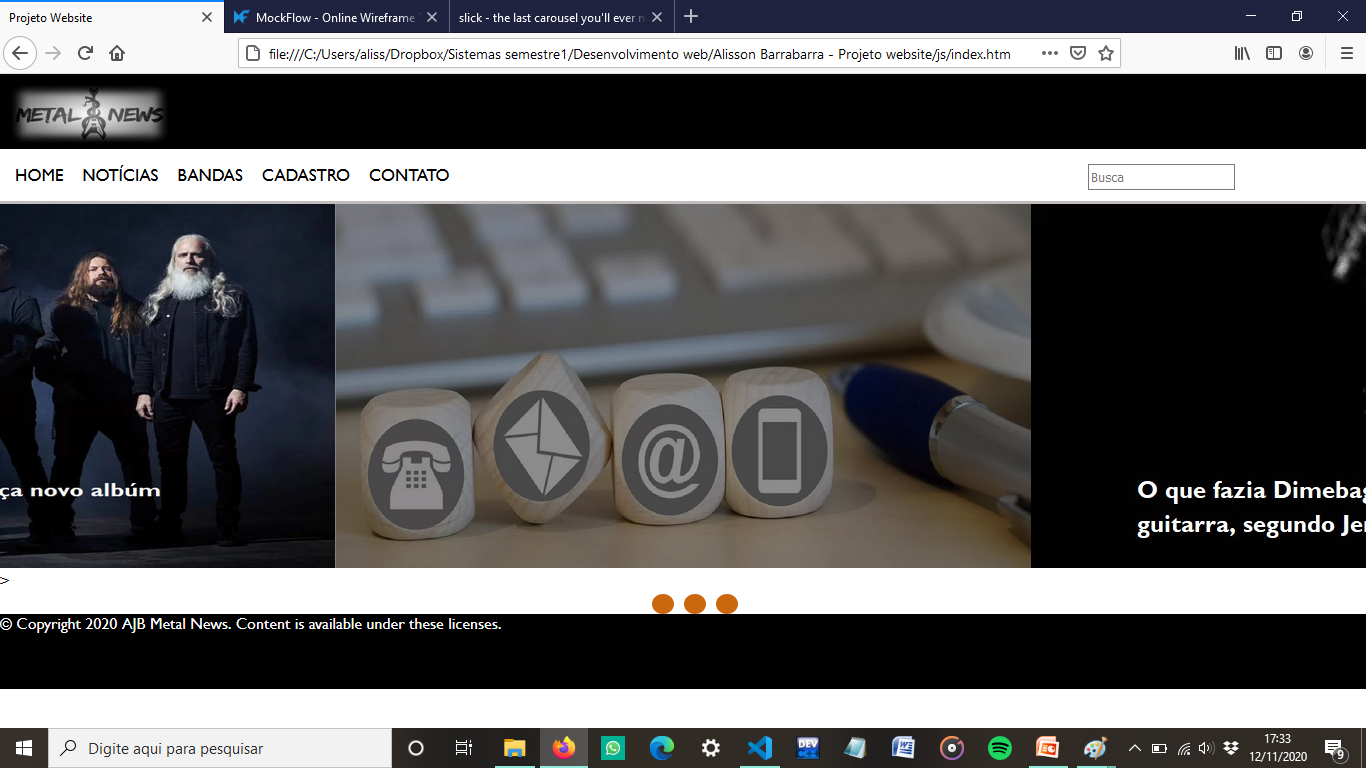 Projeto Website
MockFlow - Online Wireframe
slick - the last carousel you'll ever n
file:///C:/Users/aliss/Dropbox/Sistemas semestre1/Desenvolvimento web/Alisson Barrabarra - Projeto website/js/index.htm
METAL NEWS
HOME NOTÍCIAS BANDAS CADASTRO CONTATO
Busca
ça novo albúm
@
O que fazia Dimebag
guitarra, segundo Jer
>
© Copyright 2020 AJB Metal News. Content is available under these licenses.
Digite aqui para pesquisar
DEV
17:33
12/11/2020
9